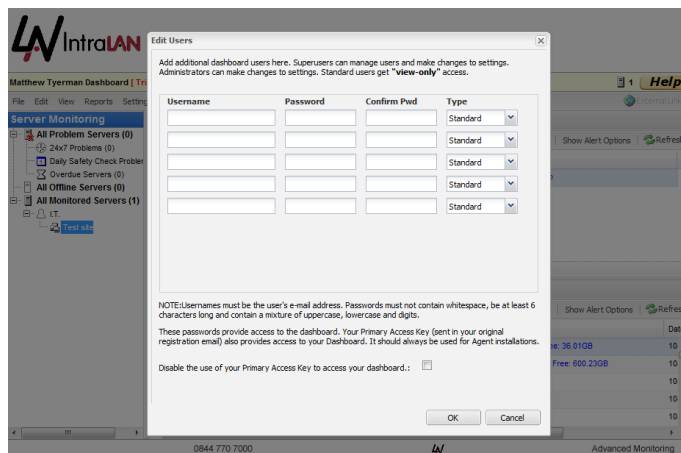 IntraLAN
Matthew Tyerman Dashboard [ Tri
1 Help
File Edit View Reports Setting
External Link
Server Monitoring
All Problem Servers (0)
24x7 Problems (0)
Daily Safety Check Probler
Overdue Servers (0)
All Offline Servers (0)
All Monitored Servers (1)
I.T.
Test site
Edit Users
Add additional dashboard users here. Superusers can manage users and make changes to settings.
Administrators can make changes to settings. Standard users get "view-only" access.
Username Password Confirm Pwd Type
Standard
Standard
Standard
Standard
Standard
NOTE:Usernames must be the user's e-mail address. Passwords must not contain whitespace, be at least 6
characters long and contain a mixture of uppercase, lowercase and digits.
These passwords provide access to the dashboard. Your Primary Access Key (sent in your original
registration email) also provides access to your Dashboard. It should always be used for Agent installations.
Disable the use of your Primary Access Key to access your dashboard.:
OK Cancel
Show Alert Options Refres
Show Alert Options Refres
Dat
e: 36.01GB 10
Free: 600.23GB 10
10
10
10
0844 770 7000 Advanced Monitoring